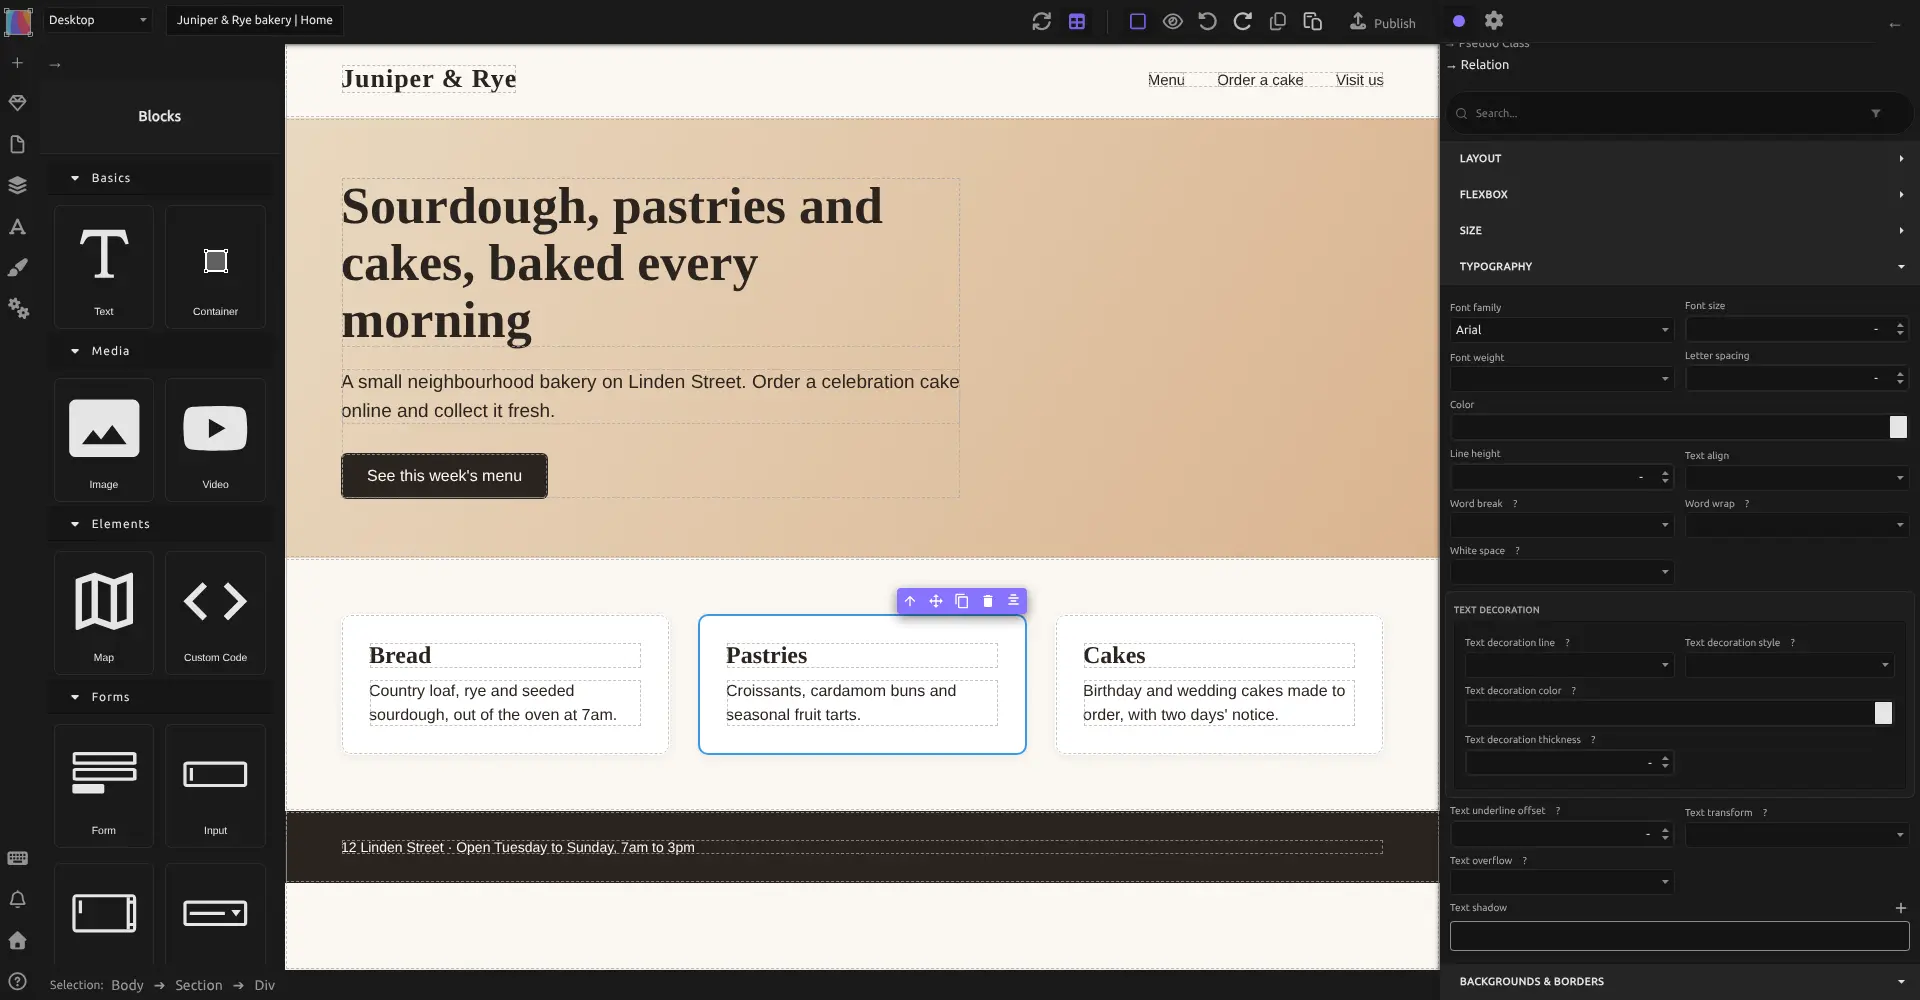 Desktop
Juniper & Rye bakery | Home
Publish
→ Pseudo Class
→ Relation
Search...
Blocks
Basics
Text
Container
Media
Image
Video
Elements
Map
Custom Code
Forms
Form
Input
Juniper & Rye
Menu
Order a cake
Visit us
Sourdough, pastries and
cakes, baked every
morning
A small neighbourhood bakery on Linden Street. Order a celebration cake
online and collect it fresh.
See this week's menu
Bread
Country loaf, rye and seeded
sourdough, out of the oven at 7am.
Pastries
Croissants, cardamom buns and
seasonal fruit tarts.
Cakes
Birthday and wedding cakes made to
order, with two days' notice.
12 Linden Street · Open Tuesday to Sunday, 7am to 3pm
LAYOUT
FLEXBOX
SIZE
TYPOGRAPHY
Font family
Font size
Arial
-
Font weight
Letter spacing
-
Color
Line height
Text align
-
Word break ?
Word wrap ?
White space ?
TEXT DECORATION
Text decoration line ?
Text decoration style ?
Text decoration color ?
Text decoration thickness ?
-
Text underline offset ?
Text transform ?
-
Text overflow ?
Text shadow
BACKGROUNDS & BORDERS
Selection: Body → Section → Div